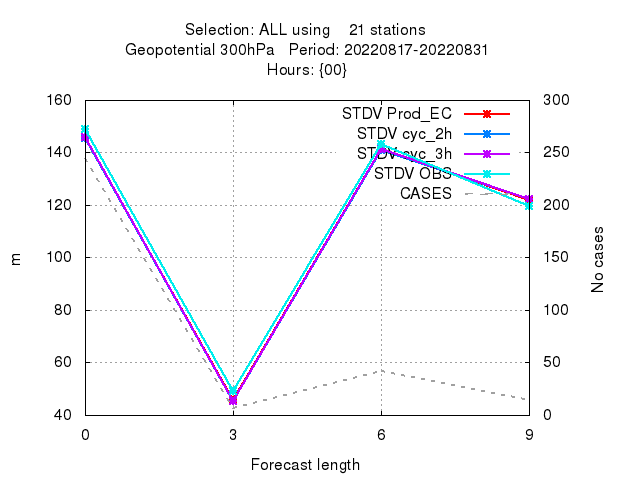 Selection: ALL using    21 stations
Geopotential 300hPa   Period: 20220817-20220831
Hours: {00}
160
140
120
100
80
60
40
300
250
200
150
100
50
0
STDV Prod_EC
STDV cyc_2h
STDV cyc_3h
STDV OBS
CASES
m
No cases
0
3
6
9
Forecast length